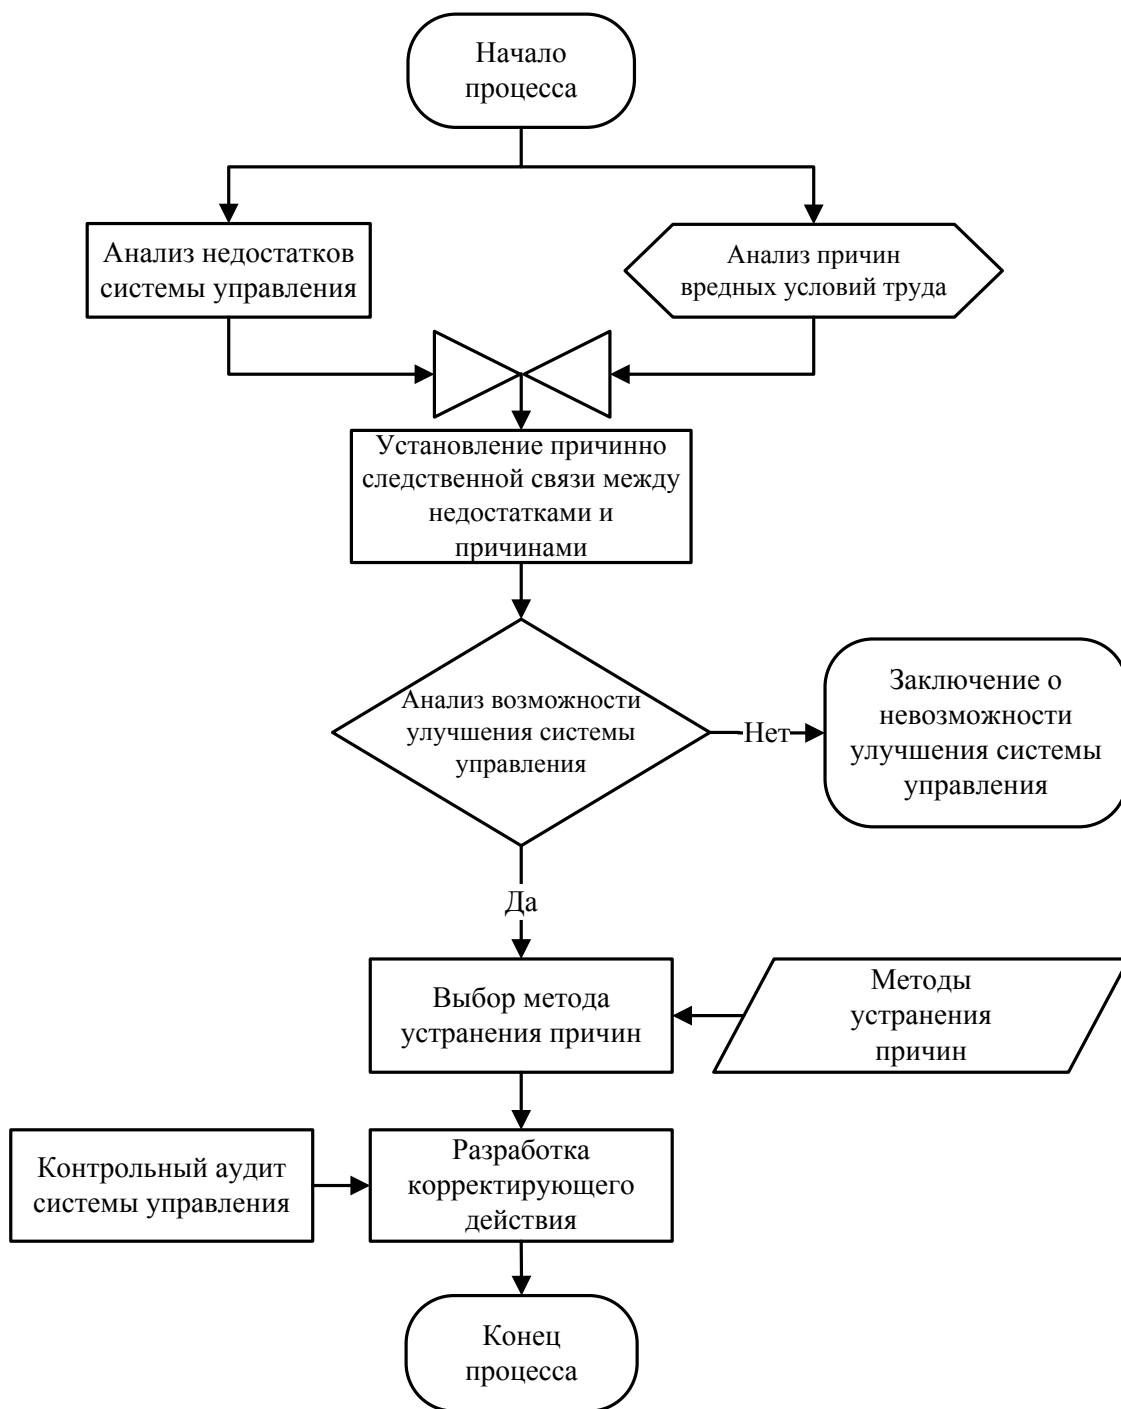 Начало
процесса
Анализ недостатков
системы управления
Анализ причин
вредных условий труда
Установление причинно
следственной связи между
недостатками и
причинами
Анализ возможности
улучшения системы
управления
Нет
Заключение о
невозможности
улучшения системы
управления
Да
Выбор метода
устранения причин
Методы
устранения
причин
Контрольный аудит
системы управления
Разработка
корректирующего
действия
Конец
процесса